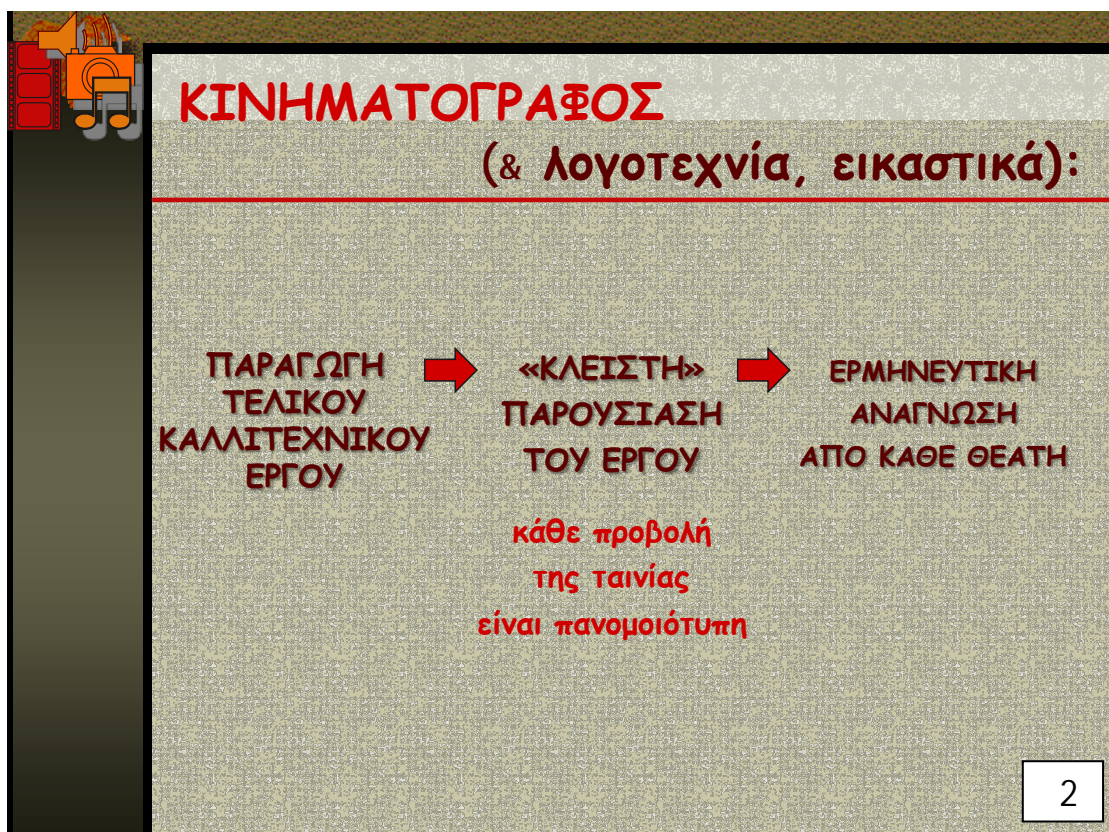 ΚΙΝΗΜΑΤΟΓΡΑΦΟΣ
(& λογοτεχνία, εικαστικά):
ΠΑΡΑΓΩΓΗ
ΤΕΛΙΚΟΥ
ΚΑΛΛΙΤΕΧΝΙΚΟΥ
ΕΡΓΟΥ
«ΚΛΕΙΣΤΗ»
ΠΑΡΟΥΣΙΑΣΗ
ΤΟΥ ΕΡΓΟΥ
κάθε προβολή
της ταινίας
είναι πανομοιότυπη
ΕΡΜΗΝΕΥΤΙΚΗ
ΑΝΑΓΝΩΣΗ
ΑΠΟ ΚΑΘΕ ΘΕΑΤΗ
2